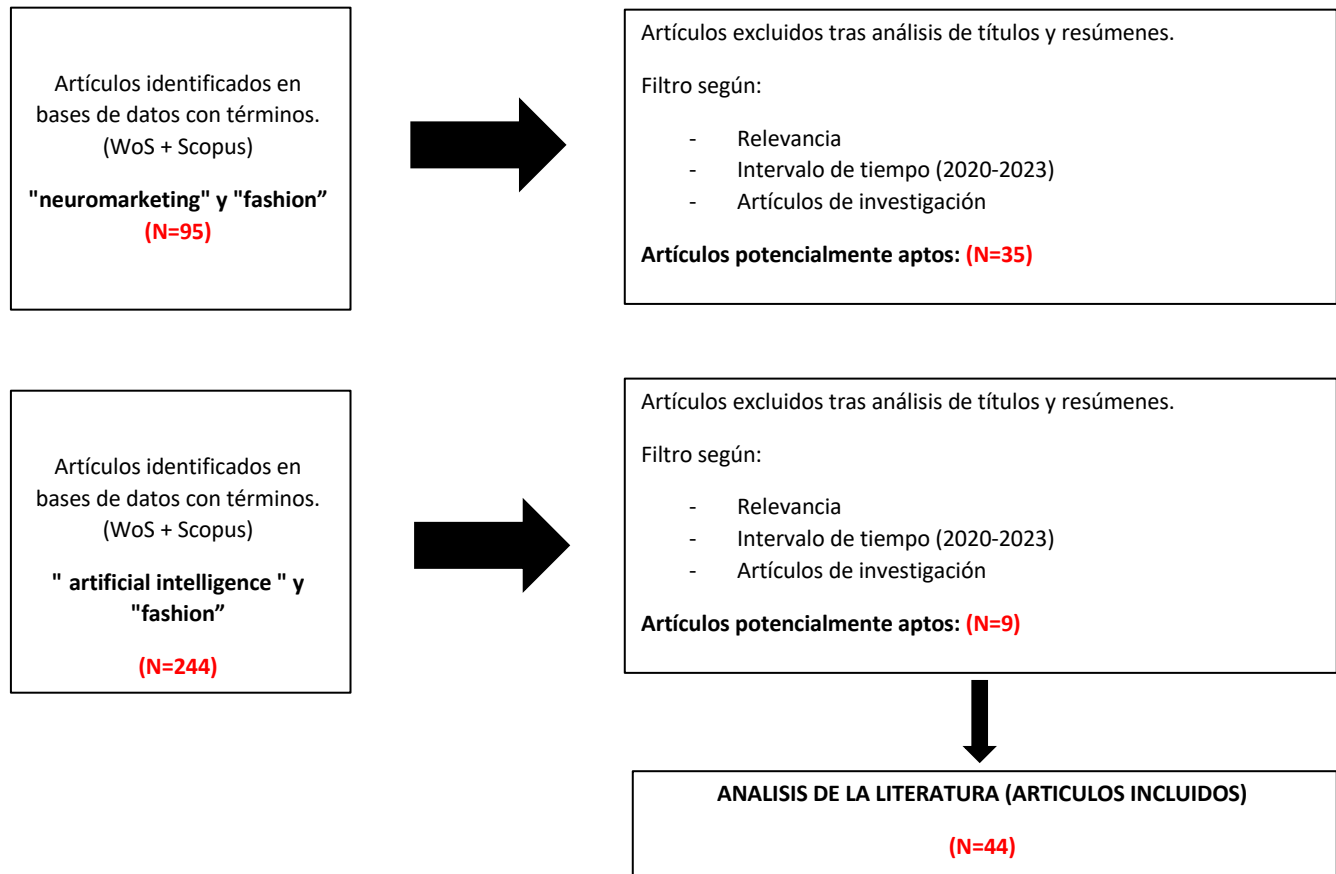 Artículos identificados en
bases de datos con términos.
(WoS + Scopus)
"neuromarketing" y "fashion”
(N=95)
Artículos excluidos tras análisis de títulos y resúmenes.
Filtro según:
- Relevancia
- Intervalo de tiempo (2020-2023)
- Artículos de investigación
Artículos potencialmente aptos: (N=35)
Artículos identificados en
bases de datos con términos.
(WoS + Scopus)
" artificial intelligence " y
"fashion”
(N=244)
Artículos excluidos tras análisis de títulos y resúmenes.
Filtro según:
- Relevancia
- Intervalo de tiempo (2020-2023)
- Artículos de investigación
Artículos potencialmente aptos: (N=9)
ANALISIS DE LA LITERATURA (ARTICULOS INCLUIDOS)
(N=44)